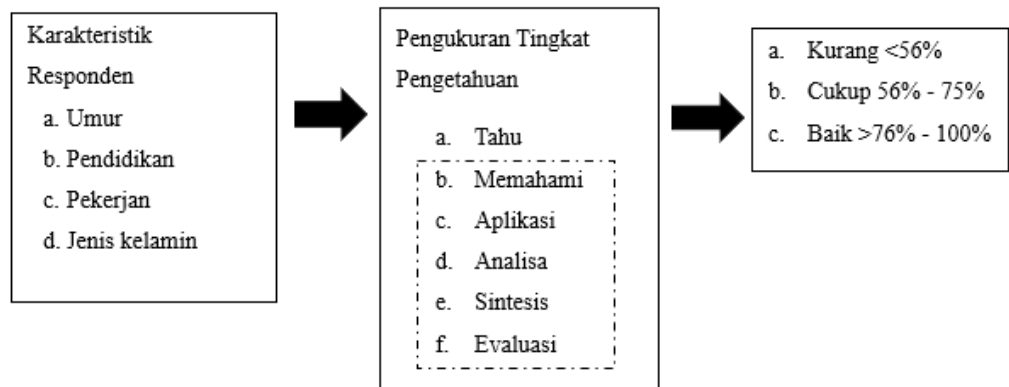 Karakteristik
Responden
a. Umur
b. Pendidikan
c. Pekerjan
d. Jenis kelamin
Pengukuran Tingkat
Pengetahuan
a. Tahu
b. Memahami
c. Aplikasi
d. Analisa
e. Sintesis
f. Evaluasi
a. Kurang <56%
b. Cukup 56% - 75%
c. Baik >76% - 100%